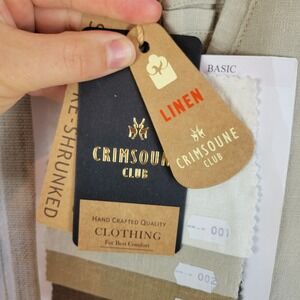 RE-SHRUNKED
CRIMSOUNE
CLUB
HAND CRAFTED QUALITY
CLOTHING
For Best Comfort
LINEN
CRIMSOUNE
CLUB
BASIC
001
002